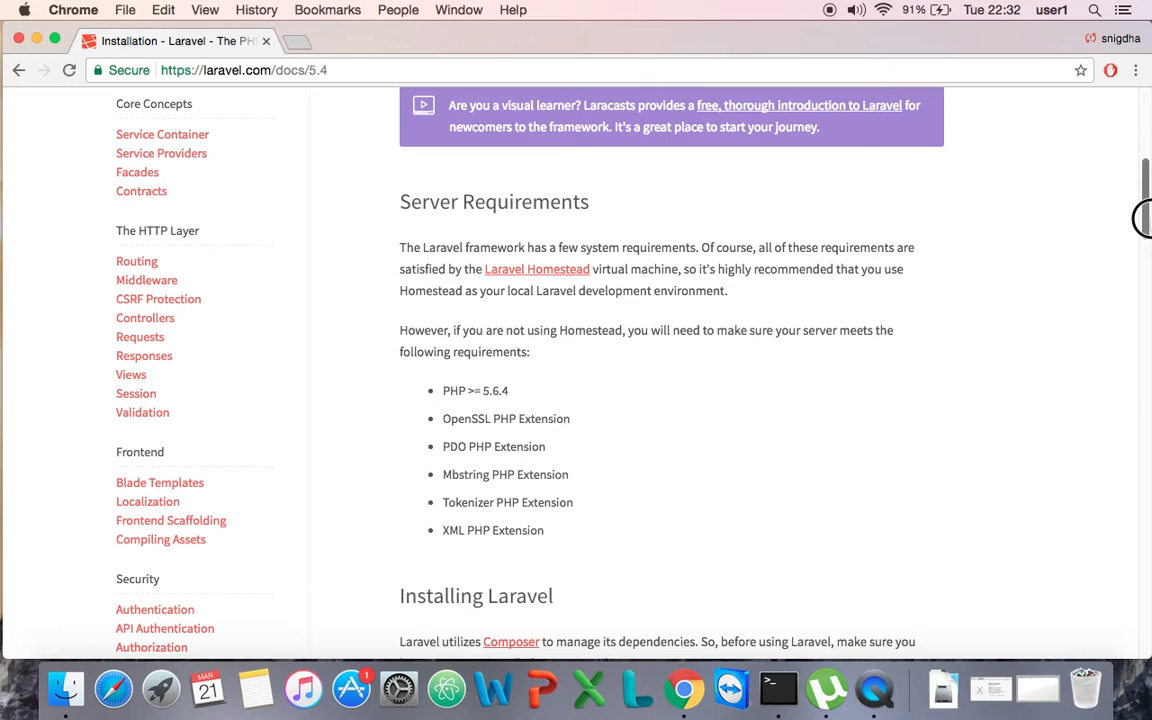 Chrome File Edit View History Bookmarks People Window Help 91% Tue 22:32 user1
Installation - Laravel - The PH
snigdha
Secure https://laravel.com/docs/5.4
Core Concepts
Service Container
Service Providers
Facades
Contracts
The HTTP Layer
Routing
Middleware
CSRF Protection
Controllers
Requests
Responses
Views
Session
Validation
Frontend
Blade Templates
Localization
Frontend Scaffolding
Compiling Assets
Security
Authentication
API Authentication
Authorization
Are you a visual learner? Laracasts provides a free, thorough introduction to Laravel for
newcomers to the framework. It's a great place to start your journey.
Server Requirements
The Laravel framework has a few system requirements. Of course, all of these requirements are
satisfied by the Laravel Homestead virtual machine, so it's highly recommended that you use
Homestead as your local Laravel development environment.
However, if you are not using Homestead, you will need to make sure your server meets the
following requirements:
PHP >= 5.6.4
OpenSSL PHP Extension
PDO PHP Extension
Mbstring PHP Extension
Tokenizer PHP Extension
XML PHP Extension
Installing Laravel
Laravel utilizes Composer to manage its dependencies. So, before using Laravel, make sure you
MAR
21
1